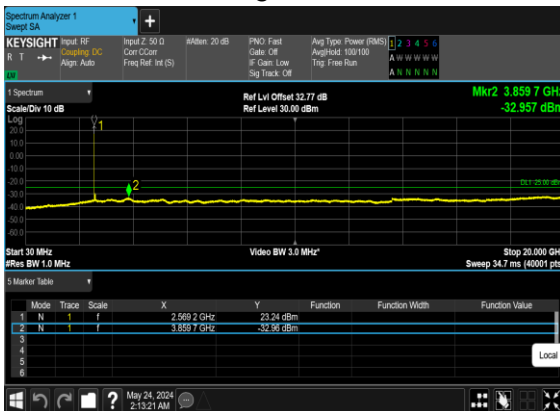 Spectrum Analyzer 1
Swept SA
KEYSIGHT Input: RF Input Z: 50 Ω #Atten: 20 dB PNO: Fast Avg Type: Power (RMS) 1 2 3 4 5 6
R T Coupling: DC Corr CCorr Gate: Off Avg|Hold: 100/100 A W W W W W
Align: Auto Freq Ref: Int (S) IF Gain: Low Trig: Free Run
LV Sig Track: Off A N N N N N
1 Spectrum
Scale/Div 10 dB Ref Lvl Offset 32.77 dB Ref Level 30.00 dBm Mkr2 3.859 7 GHz -32.957 dBm
Log
20.0
10.0
0.00
-10.0
-20.0
-30.0
-40.0
-50.0
-60.0
1
2
DL1 -25.00 dBm
Start 30 MHz Video BW 3.0 MHz* Stop 20.000 GHz
#Res BW 1.0 MHz Sweep 34.7 ms (40001 pts)
5 Marker Table
Mode Trace Scale X Y Function Function Width Function Value
1 N 1 f 2.569 2 GHz 23.24 dBm
2 N 1 f 3.859 7 GHz -32.96 dBm
3
4
5
6
Local
? May 24, 2024
2:13:21 AM